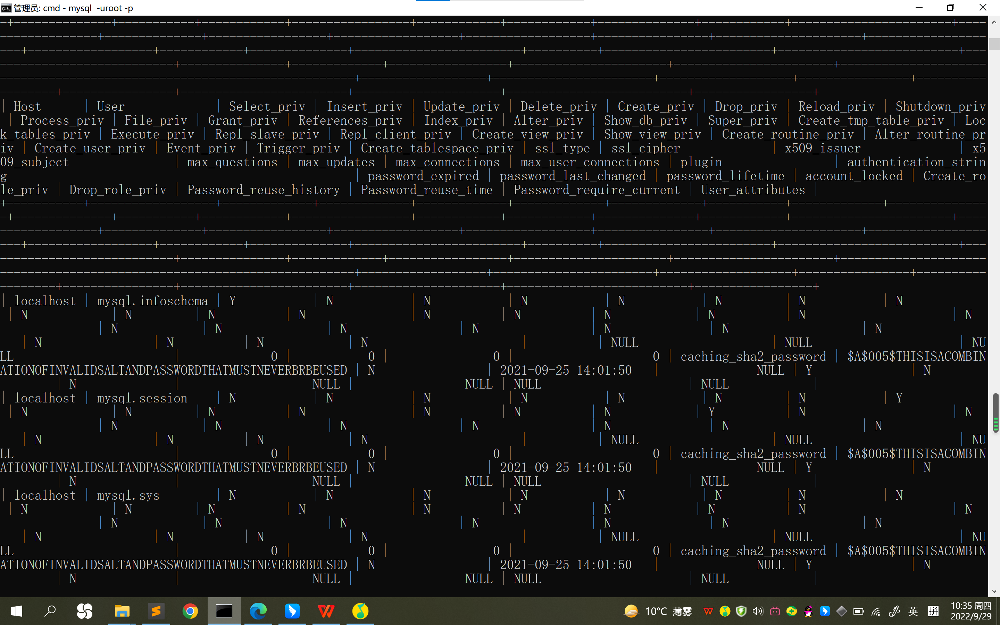 管理员: cmd - mysql  -uroot -p
-+--------------+-----------+------------+-----------------+------------+------------+--------------+------------+-----------------------+----
--------------+--------------+-----------------+------------------+------------------+----------------+---------------------+-----------------
---+------------------+------------+--------------+------------------------+----------+------------------------+--------------------------+---
-------------------------+---------------+-------------+-----------------+----------------------+-----------------------+---------------------
---------------------------------------------------+------------------+-----------------------+-------------------+----------------+----------
--------+----------------+------------------------+---------------------+--------------------------+-----------------+
| Host      | User             | Select_priv | Insert_priv | Update_priv | Delete_priv | Create_priv | Drop_priv | Reload_priv | Shutdown_priv
 | Process_priv | File_priv | Grant_priv | References_priv | Index_priv | Alter_priv | Show_db_priv | Super_priv | Create_tmp_table_priv | Loc
k_tables_priv | Execute_priv | Repl_slave_priv | Repl_client_priv | Create_view_priv | Show_view_priv | Create_routine_priv | Alter_routine_pr
iv | Create_user_priv | Event_priv | Trigger_priv | Create_tablespace_priv | ssl_type | ssl_cipher             | x509_issuer              | x5
09_subject               | max_questions | max_updates | max_connections | max_user_connections | plugin                | authentication_strin
g                                                  | password_expired | password_last_changed | password_lifetime | account_locked | Create_ro
le_priv | Drop_role_priv | Password_reuse_history | Password_reuse_time | Password_require_current | User_attributes |
+-----------+------------------+-------------+-------------+-------------+-------------+-------------+-----------+-------------+--------------
-+--------------+-----------+------------+-----------------+------------+------------+--------------+------------+-----------------------+----
--------------+--------------+-----------------+------------------+------------------+----------------+---------------------+-----------------
---+------------------+------------+--------------+------------------------+----------+------------------------+--------------------------+---
-------------------------+---------------+-------------+-----------------+----------------------+-----------------------+---------------------
---------------------------------------------------+------------------+-----------------------+-------------------+----------------+----------
--------+----------------+------------------------+---------------------+--------------------------+-----------------+
| localhost | mysql.infoschema | Y | N | N | N | N | N | N | N
| N | N | N | N | N | N | N | N | N | N
| N | N | N | N | N | N | N
| N | N | N | N | | NULL | NULL | NU
LL | 0 | 0 | 0 | 0 | caching_sha2_password | $A$005$THISISACOMBIN
ATIONOFINVALIDSALTANDPASSWORDTHATMUSTNEVERBRBEUSED | N | 2021-09-25 14:01:50 | NULL | Y | N
| N | NULL | NULL | NULL | NULL |
| localhost | mysql.session | N | N | N | N | N | N | N | Y
| N | N | N | N | N | N | N | Y | N | N
| N | N | N | N | N | N | N
| N | N | N | N | | NULL | NULL | NU
LL | 0 | 0 | 0 | 0 | caching_sha2_password | $A$005$THISISACOMBIN
ATIONOFINVALIDSALTANDPASSWORDTHATMUSTNEVERBRBEUSED | N | 2021-09-25 14:01:50 | NULL | Y | N
| N | NULL | NULL | NULL | NULL |
| localhost | mysql.sys | N | N | N | N | N | N | N | N
| N | N | N | N | N | N | N | N | N | N
| N | N | N | N | N | N | N
| N | N | N | N | | NULL | NULL | NU
LL | 0 | 0 | 0 | 0 | caching_sha2_password | $A$005$THISISACOMBIN
ATIONOFINVALIDSALTANDPASSWORDTHATMUSTNEVERBRBEUSED | N | 2021-09-25 14:01:50 | NULL | Y | N
| N | NULL | NULL | NULL | NULL |
10°C 薄雾
英
拼
10:35 周四
2022/9/29